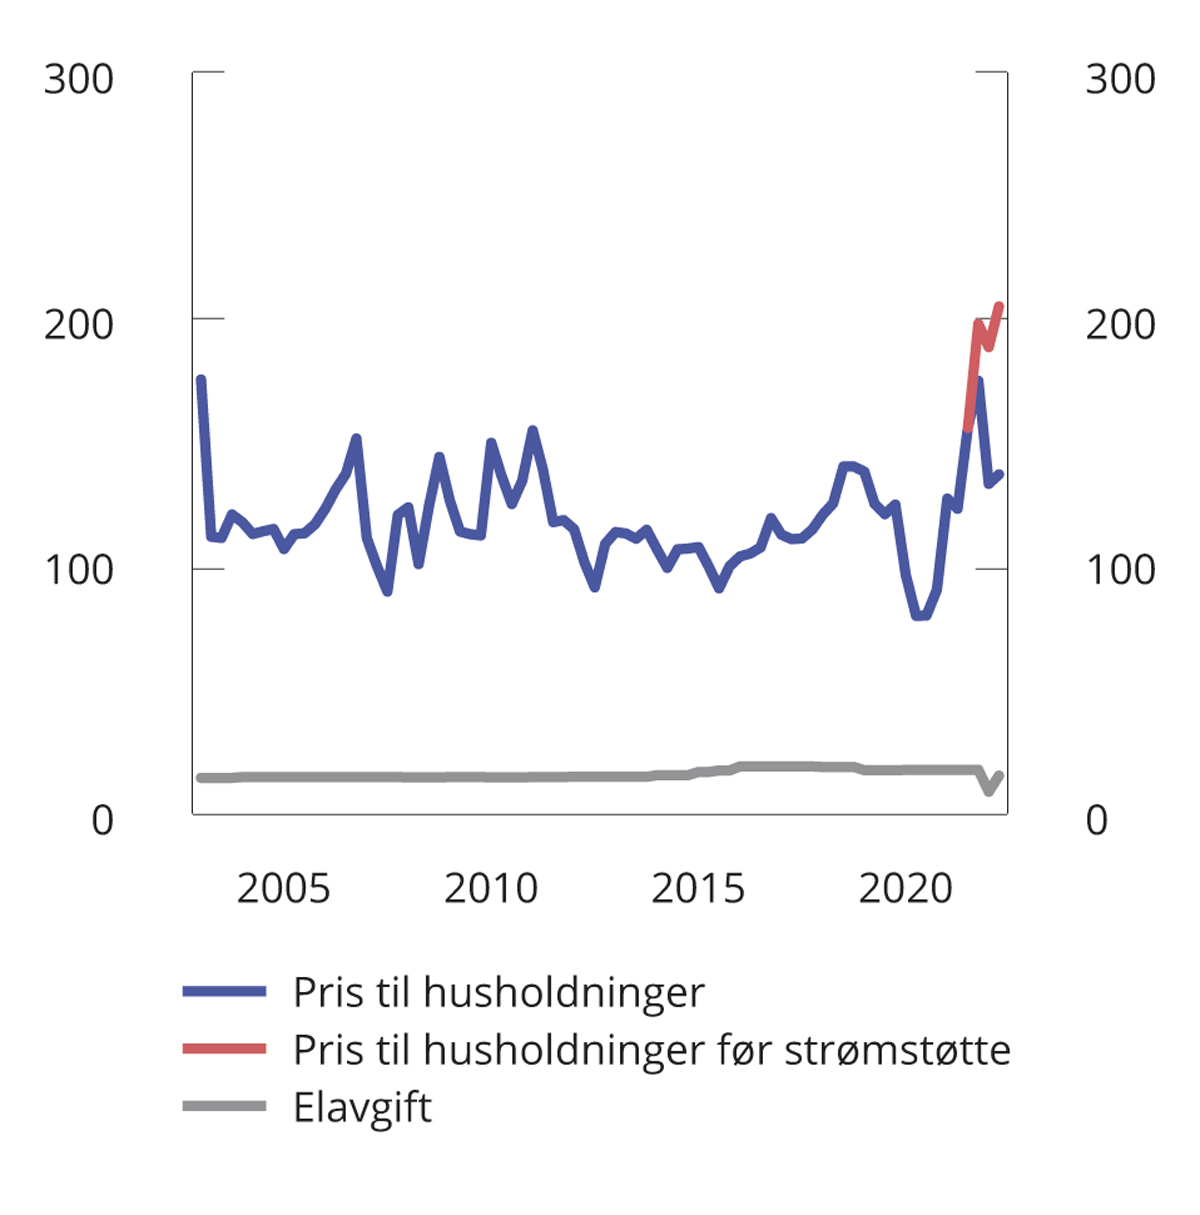 300 300
200 200
100 100
0 0
2005 2010 2015 2020
Pris til husholdninger
Pris til husholdninger før strømstøtte
Elavgift